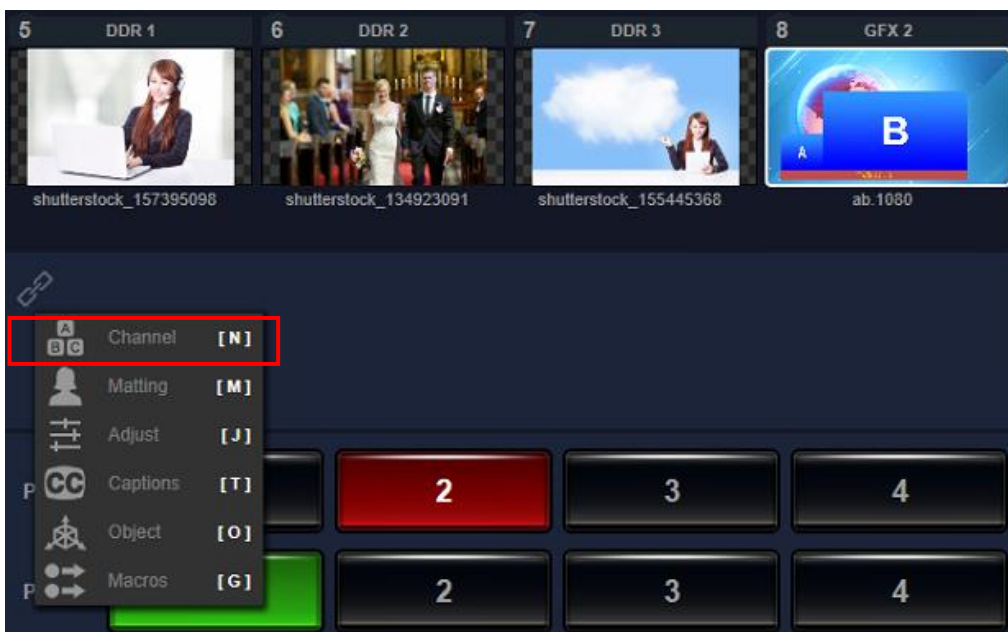 5 DDR 1 6 DDR 2 7 DDR 3 8 GFX 2
B
A
shutterstock_157395098 shutterstock_134923091 shutterstock_155445368 ab.1080
A
B C
Channel [ N ]
Matting [ M ]
Adjust [ J ]
P CC Captions [ T ] 2 3 4
Object [ O ]
P Macros [ G ] 2 3 4